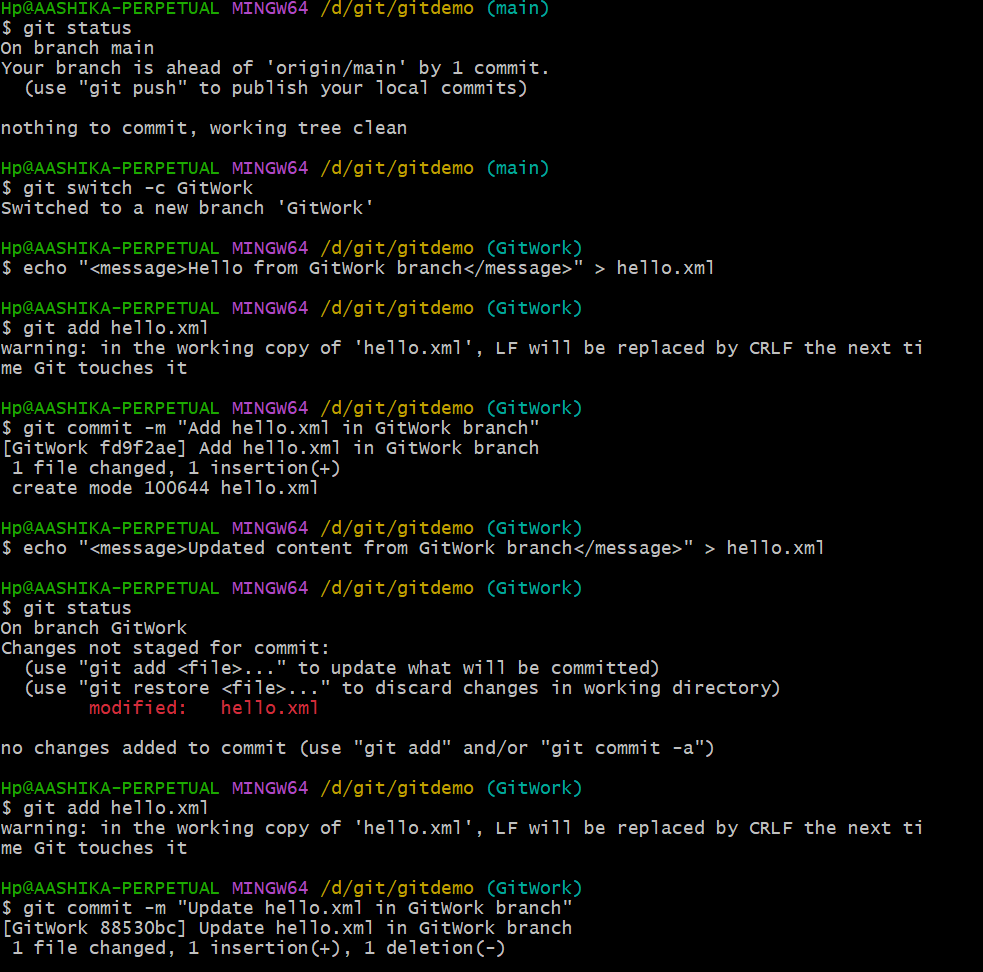 Hp@AASHIKA-PERPETUAL MINGW64 /d/git/gitdemo (main)
$ git status
On branch main
Your branch is ahead of 'origin/main' by 1 commit.
  (use "git push" to publish your local commits)

nothing to commit, working tree clean

Hp@AASHIKA-PERPETUAL MINGW64 /d/git/gitdemo (main)
$ git switch -c GitWork
Switched to a new branch 'GitWork'

Hp@AASHIKA-PERPETUAL MINGW64 /d/git/gitdemo (GitWork)
$ echo "<message>Hello from GitWork branch</message>" > hello.xml

Hp@AASHIKA-PERPETUAL MINGW64 /d/git/gitdemo (GitWork)
$ git add hello.xml
warning: in the working copy of 'hello.xml', LF will be replaced by CRLF the next ti
me Git touches it

Hp@AASHIKA-PERPETUAL MINGW64 /d/git/gitdemo (GitWork)
$ git commit -m "Add hello.xml in GitWork branch"
[GitWork fd9f2ae] Add hello.xml in GitWork branch
 1 file changed, 1 insertion(+)
 create mode 100644 hello.xml

Hp@AASHIKA-PERPETUAL MINGW64 /d/git/gitdemo (GitWork)
$ echo "<message>Updated content from GitWork branch</message>" > hello.xml

Hp@AASHIKA-PERPETUAL MINGW64 /d/git/gitdemo (GitWork)
$ git status
On branch GitWork
Changes not staged for commit:
  (use "git add <file>..." to update what will be committed)
  (use "git restore <file>..." to discard changes in working directory)
        modified:   hello.xml

no changes added to commit (use "git add" and/or "git commit -a")

Hp@AASHIKA-PERPETUAL MINGW64 /d/git/gitdemo (GitWork)
$ git add hello.xml
warning: in the working copy of 'hello.xml', LF will be replaced by CRLF the next ti
me Git touches it

Hp@AASHIKA-PERPETUAL MINGW64 /d/git/gitdemo (GitWork)
$ git commit -m "Update hello.xml in GitWork branch"
[GitWork 88530bc] Update hello.xml in GitWork branch
 1 file changed, 1 insertion(+), 1 deletion(-)